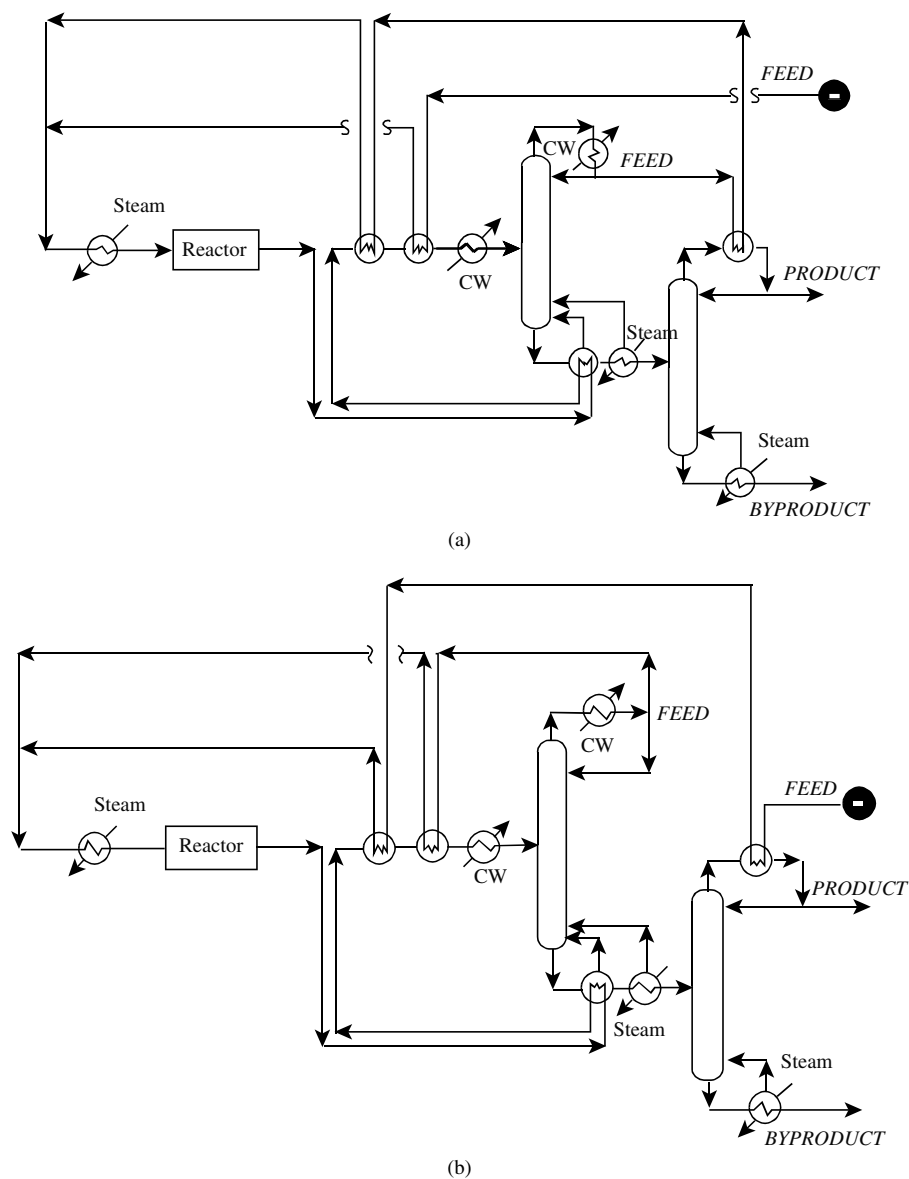 FEED
CW
FEED
Steam
Reactor
CW
PRODUCT
Steam
Steam
BYPRODUCT
(a)
FEED
CW
Steam
FEED
Reactor
CW
PRODUCT
Steam
Steam
BYPRODUCT
(b)